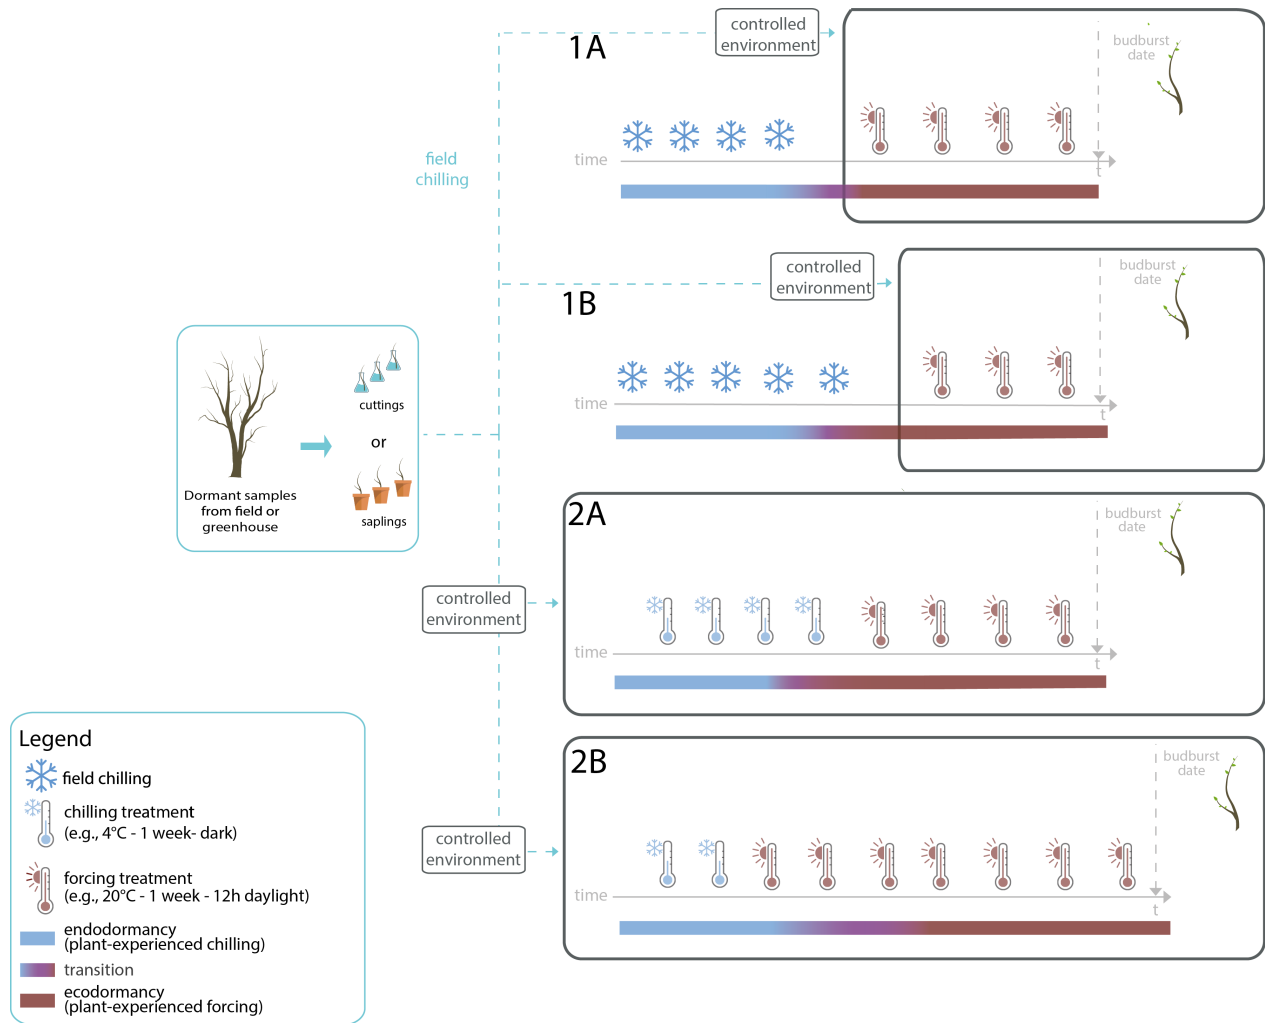 1A
controlled
environment
budburst
date
field
chilling
time
t
1B
controlled
environment
budburst
date
time
t
Dormant samples
from field or
greenhouse
cuttings
or
saplings
2A
controlled
environment
budburst
date
time
t
2B
controlled
environment
budburst
date
time
t
Legend
field chilling
chilling treatment
(e.g., 4°C - 1 week- dark)
forcing treatment
(e.g., 20°C - 1 week - 12h daylight)
endodormancy
(plant-experienced chilling)
transition
ecodormancy
(plant-experienced forcing)